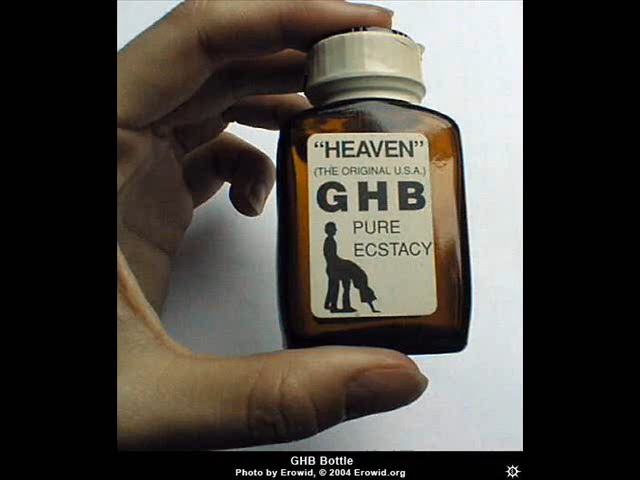 "HEAVEN"
(THE ORIGINAL U.S.A.)
GHB
PURE
ECSTACY
GHB Bottle
Photo by Erowid, © 2004 Erowid.org